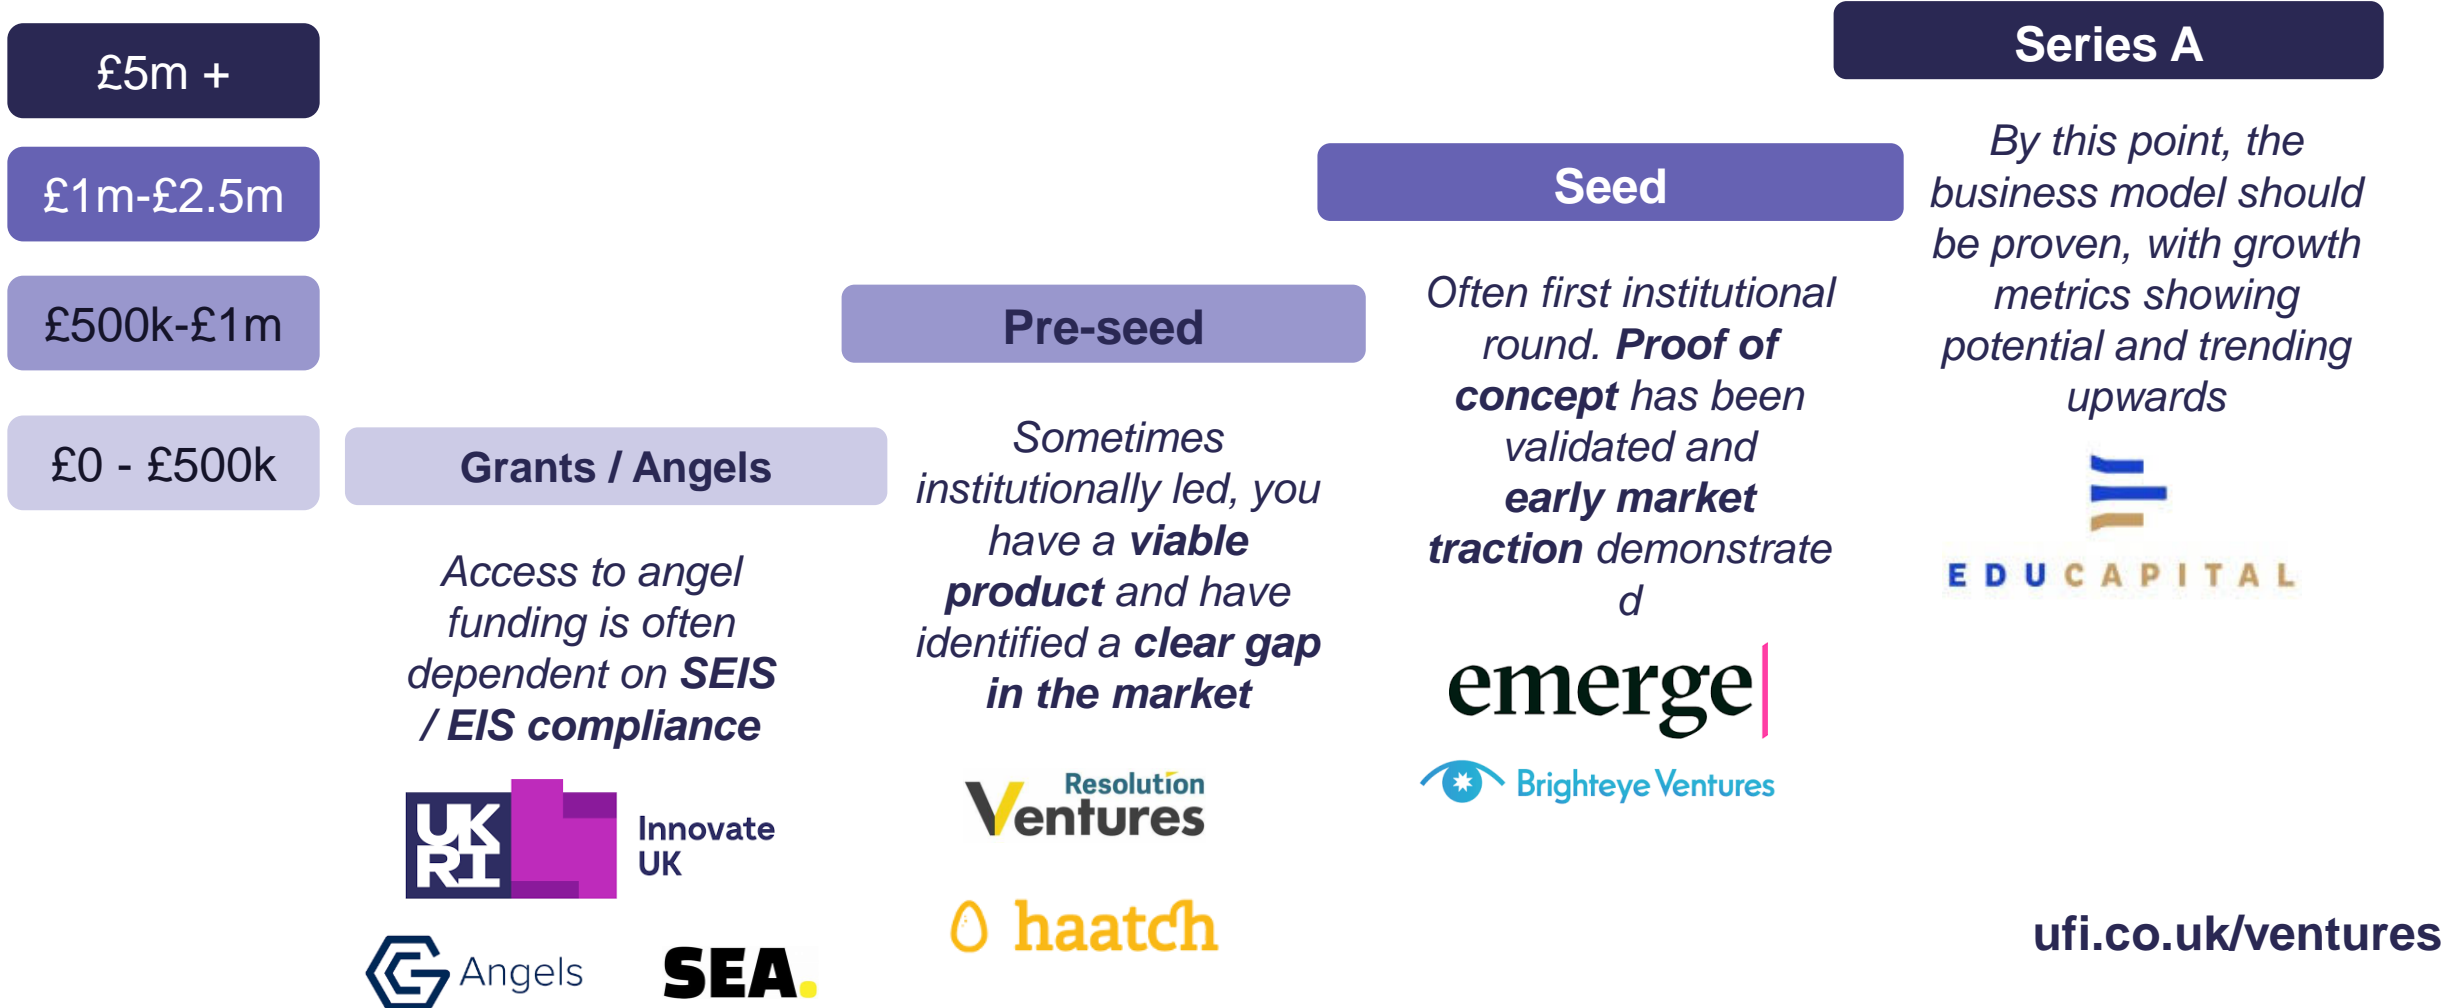 £5m +
£1m-£2.5m
£500k-£1m
£0 - £500k
Grants / Angels
Access to angel
funding is often
dependent on SEIS
/ EIS compliance
UK
RI
Innovate
UK
G Angels
SEA.
Pre-seed
Sometimes
institutionally led, you
have a viable
product and have
identified a clear gap
in the market
Resolution
Ventures
haatch
Seed
Often first institutional
round. Proof of
concept has been
validated and
early market
traction demonstrate
d
emerge
Brighteye Ventures
Series A
By this point, the
business model should
be proven, with growth
metrics showing
potential and trending
upwards
EDUCAPITAL
ufi.co.uk/ventures